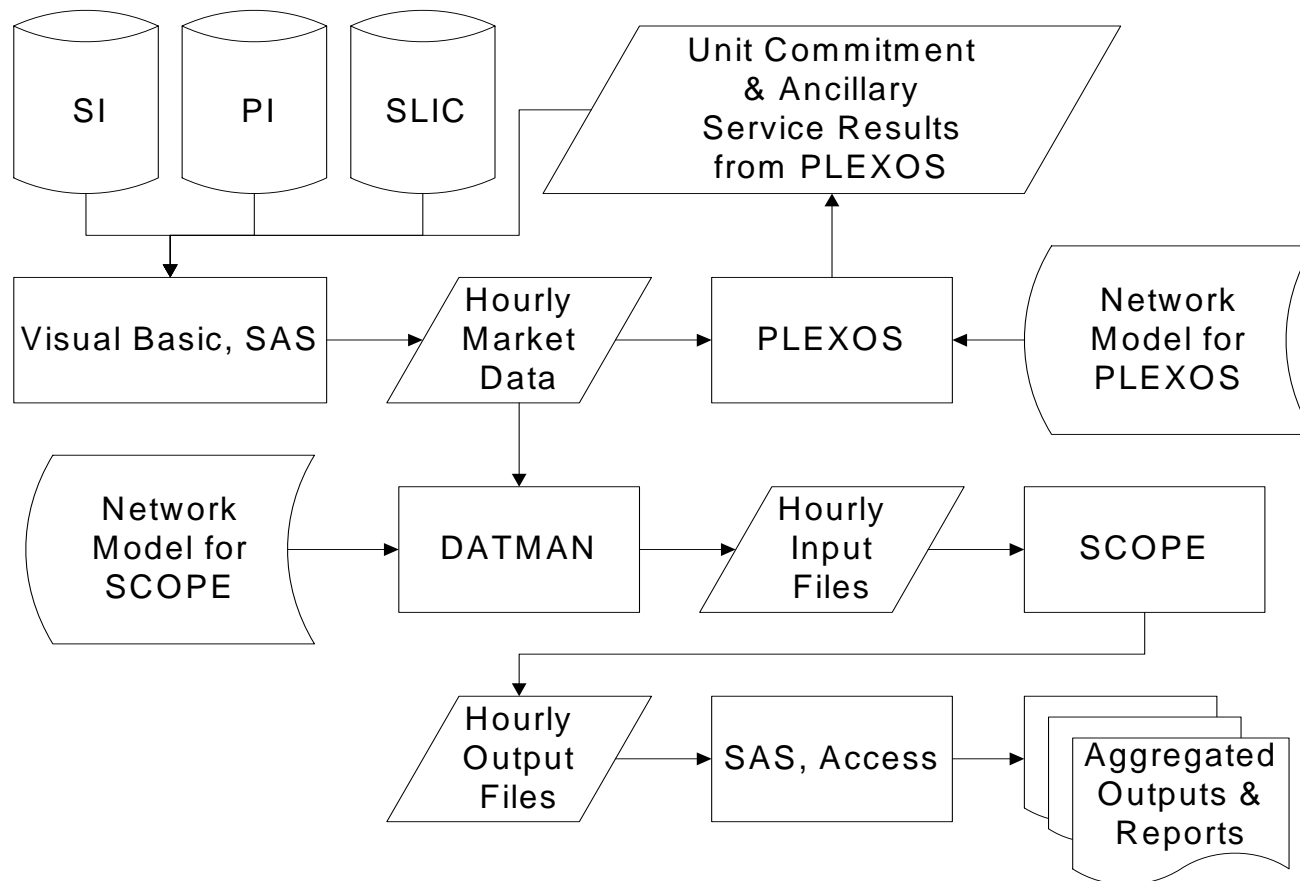 SI
PI
SLIC
Unit Commitment
& Ancillary
Service Results
from PLEXOS
Visual Basic, SAS
Hourly
Market
Data
PLEXOS
Network
Model for
PLEXOS
Network
Model for
SCOPE
DATMAN
Hourly
Input
Files
SCOPE
Hourly
Output
Files
SAS, Access
Aggregated
Outputs &
Reports